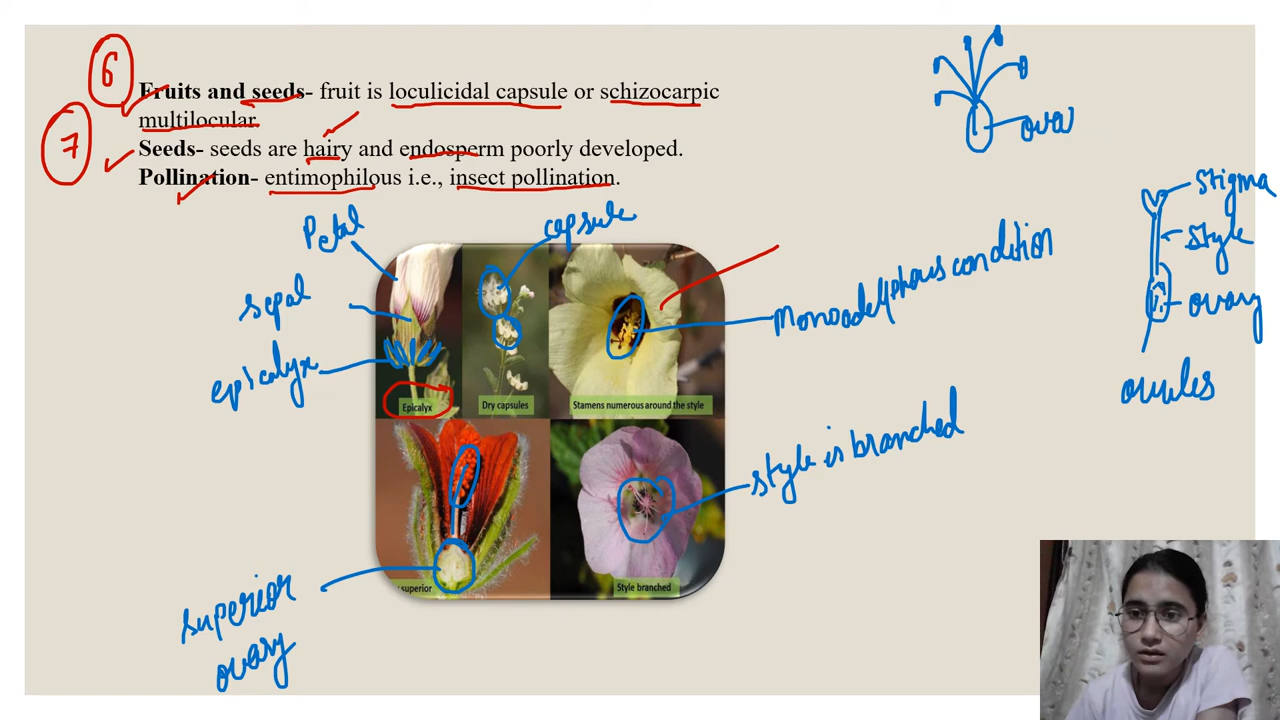 6
Fruits and seeds- fruit is loculicidal capsule or schizocarpic
multilocular.
7
Seeds- seeds are hairy and endosperm poorly developed.
Pollination- entimophilous i.e., insect pollination.
ovar
Stigma
style
ovary
ovules
Petal
capsule
sepal
epicalyx
Monoadelphous condition
Epicalyx
Dry capsules
Stamens numerous around the style
style is branched
superior
Style branched
superior
ovary